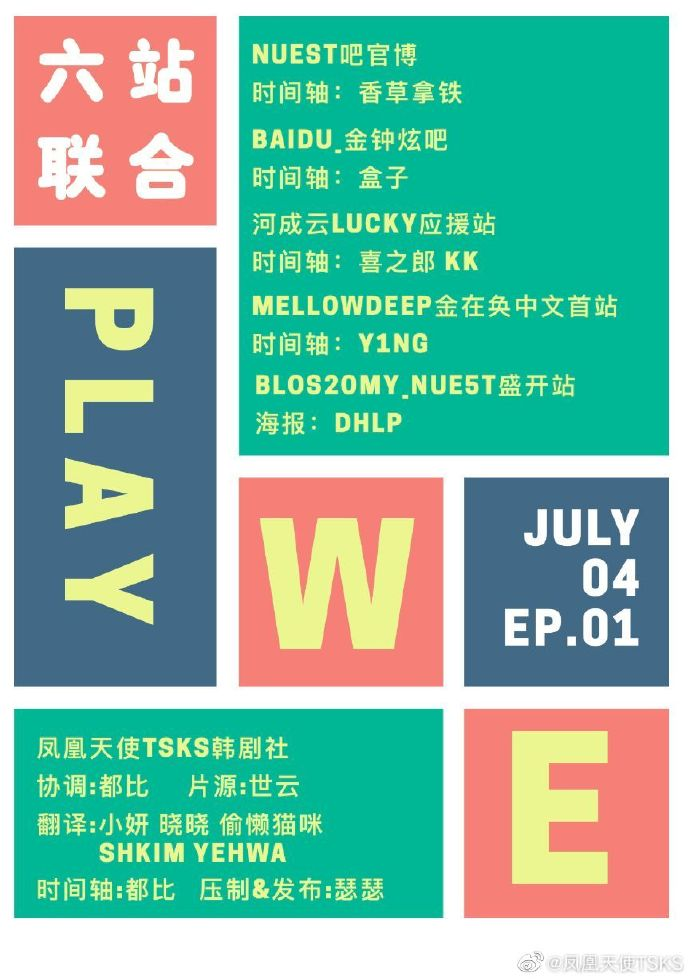 六站
联合
NUEST吧官博
时间轴：香草拿铁
BAIDU_金钟炫吧
时间轴：盒子
河成云LUCKY应援站
时间轴：喜之郎 KK
MELLOWDEEP金在奂中文首站
时间轴：Y1NG
BLOS20MY_NUE5T盛开站
海报：DHLP
PLAY
W
JULY
04
EP.01
凤凰天使TSKS韩剧社
协调:都比 片源:世云
翻译:小妍 晓晓 偷懒猫咪
SHKIM YEHWA
时间轴:都比 压制&发布:瑟瑟
E
@凤凰天使TSKS